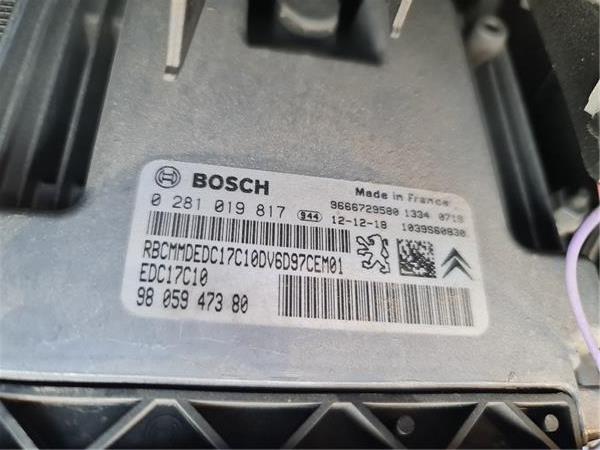 BOSCH
Made in France
0 281 019 817 944
9666729580 1334 0719
12-12-18 1039S60830
RBCMMDEDC17C10DV6D97CEM01
EDC17C10
98 059 473 80